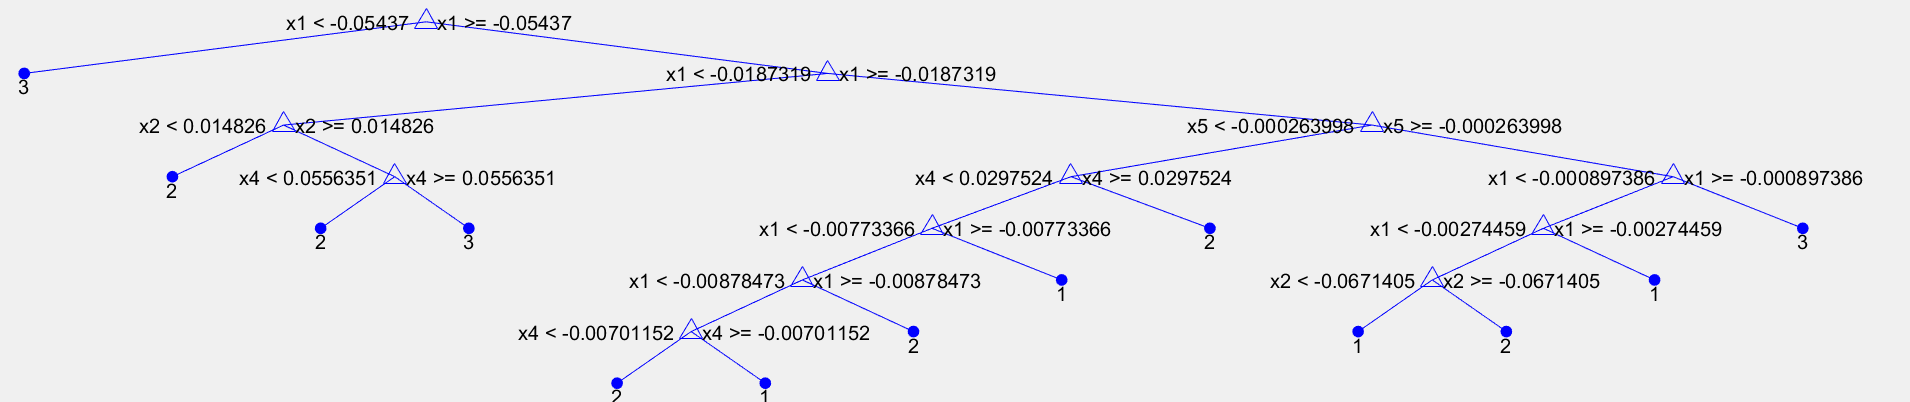 x1 < -0.05437 x1 >= -0.05437
3
x1 < -0.0187319 x1 >= -0.0187319
x2 < 0.014826 x2 >= 0.014826
x5 < -0.000263998 x5 >= -0.000263998
2
x4 < 0.0556351 x4 >= 0.0556351
x4 < 0.0297524 x4 >= 0.0297524
x1 < -0.000897386 x1 >= -0.000897386
2
3
x1 < -0.00773366 x1 >= -0.00773366
2
x1 < -0.00274459 x1 >= -0.00274459
3
x1 < -0.00878473 x1 >= -0.00878473
1
x2 < -0.0671405 x2 >= -0.0671405
1
x4 < -0.00701152 x4 >= -0.00701152
2
1
2
2
1